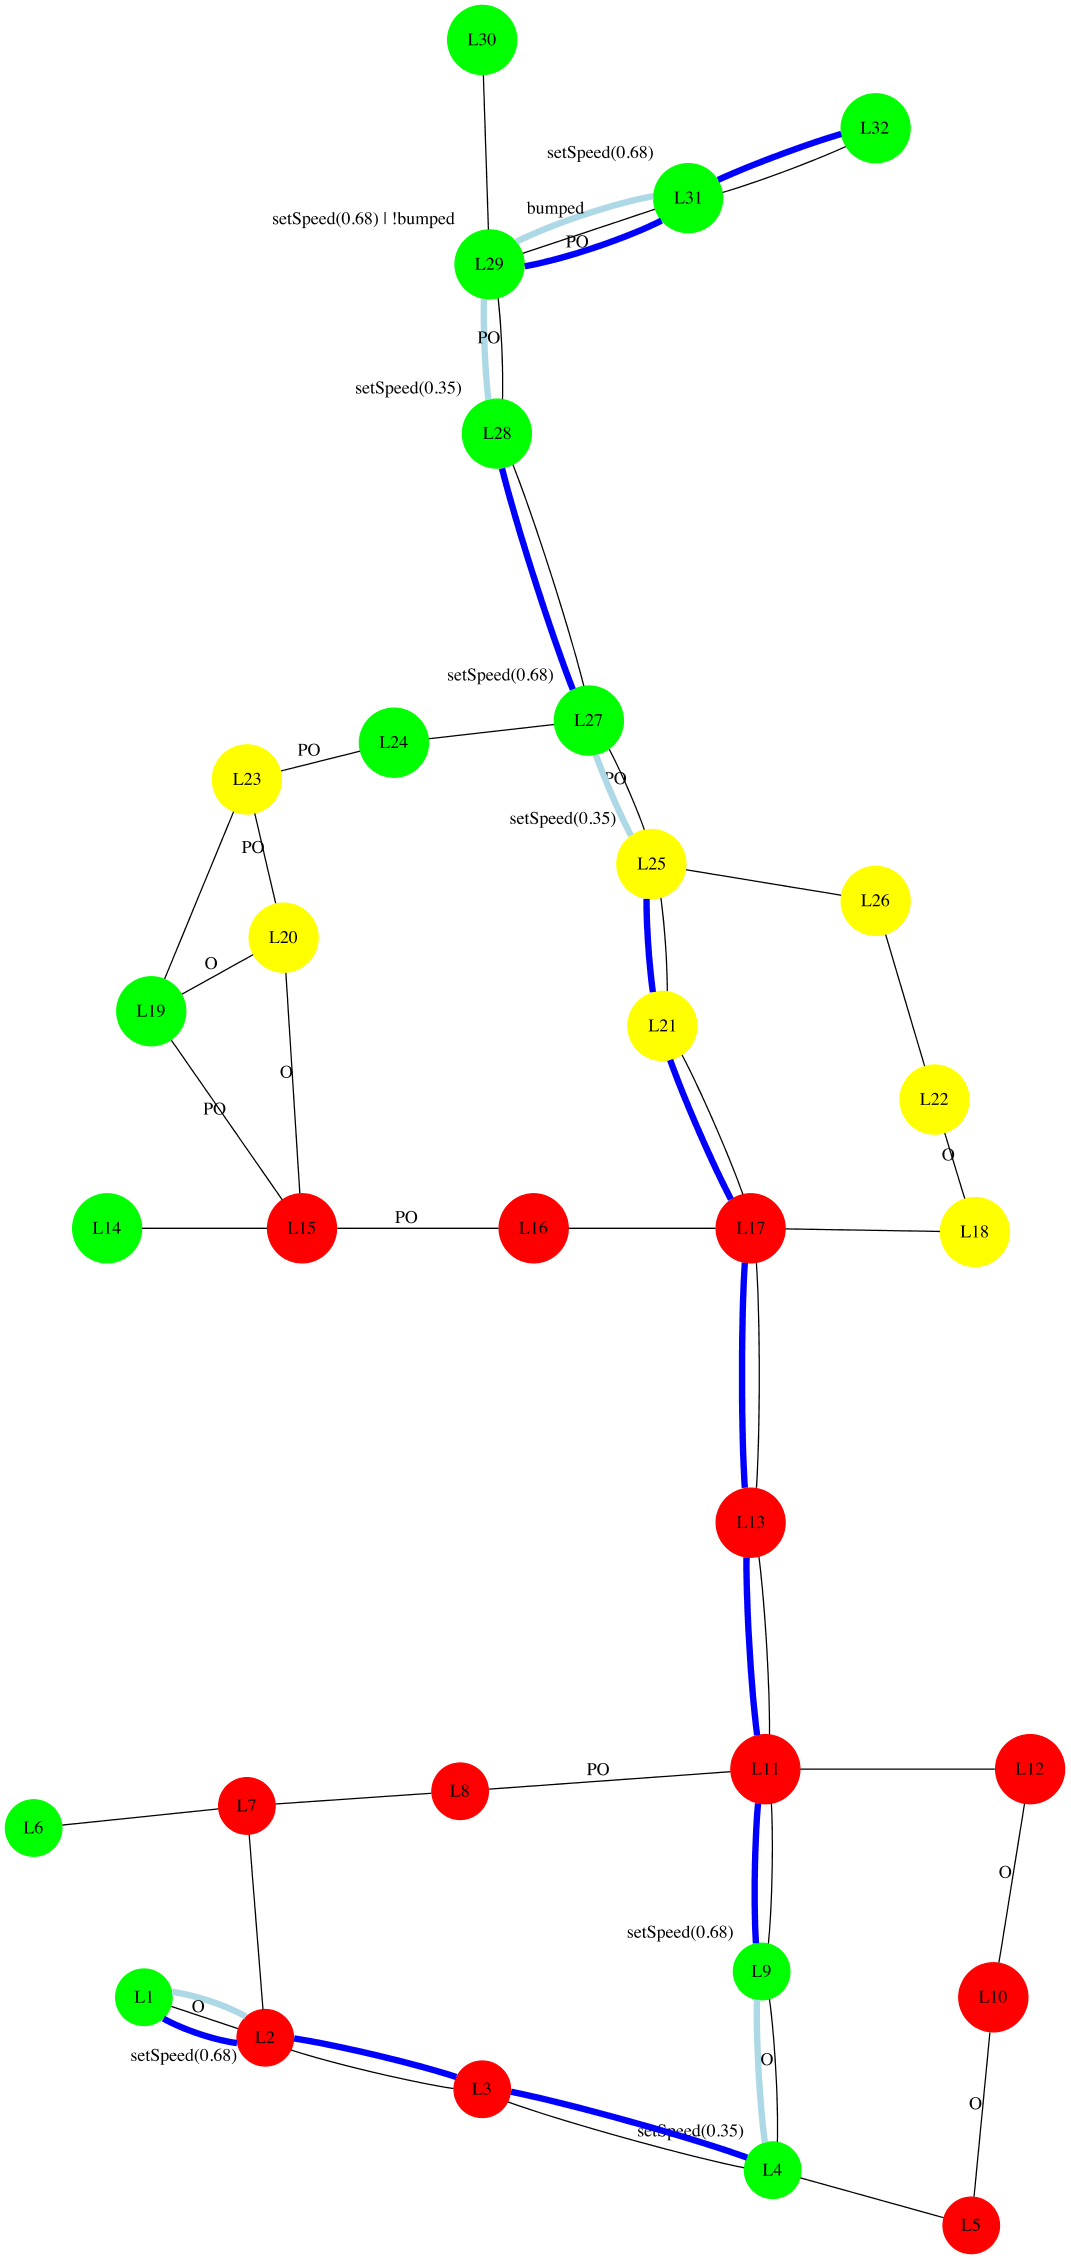 L30
L32
setSpeed(0.68)
L31
bumped
setSpeed(0.68) | !bumped
PO
L29
PO
setSpeed(0.35)
L28
setSpeed(0.68)
L27
L24
PO
L23
PO
setSpeed(0.35)
PO
L25
L26
L20
O
L19
L21
O
L22
PO
O
L14
L15
PO
L16
L17
L18
L13
PO
L11
L12
L8
L7
L6
O
setSpeed(0.68)
L9
L1
O
L10
L2
setSpeed(0.68)
O
L3
O
setSpeed(0.35)
L4
L5